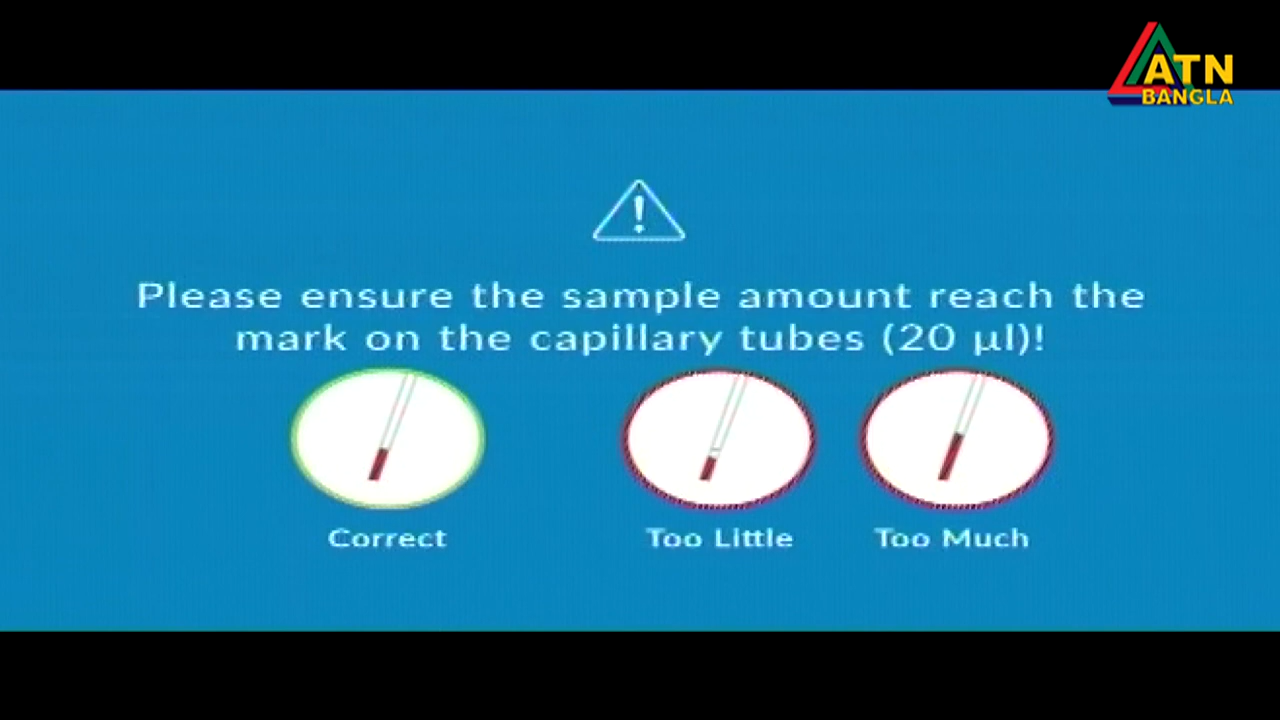 ATN
BANGLA
Please ensure the sample amount reach the
mark on the capillary tubes (20 µl)!
Correct
Too Little
Too Much